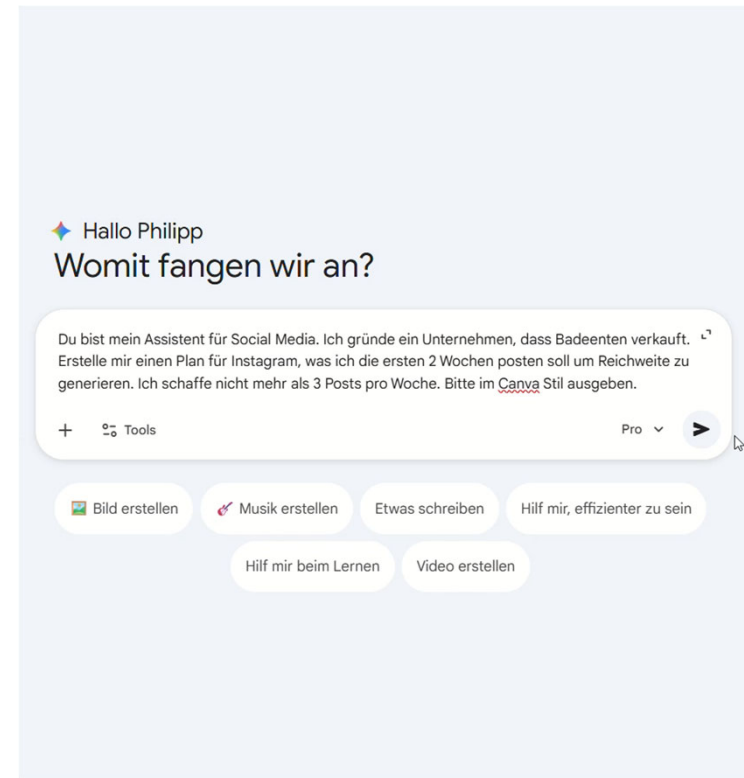 Hallo Philipp
Womit fangen wir an?
Du bist mein Assistent für Social Media. Ich gründe ein Unternehmen, dass Badeenten verkauft.
Erstelle mir einen Plan für Instagram, was ich die ersten 2 Wochen posten soll um Reichweite zu
generieren. Ich schaffe nicht mehr als 3 Posts pro Woche. Bitte im Canva Stil ausgeben.
Tools
Pro
Bild erstellen
Musik erstellen
Etwas schreiben
Hilf mir, effizienter zu sein
Hilf mir beim Lernen
Video erstellen